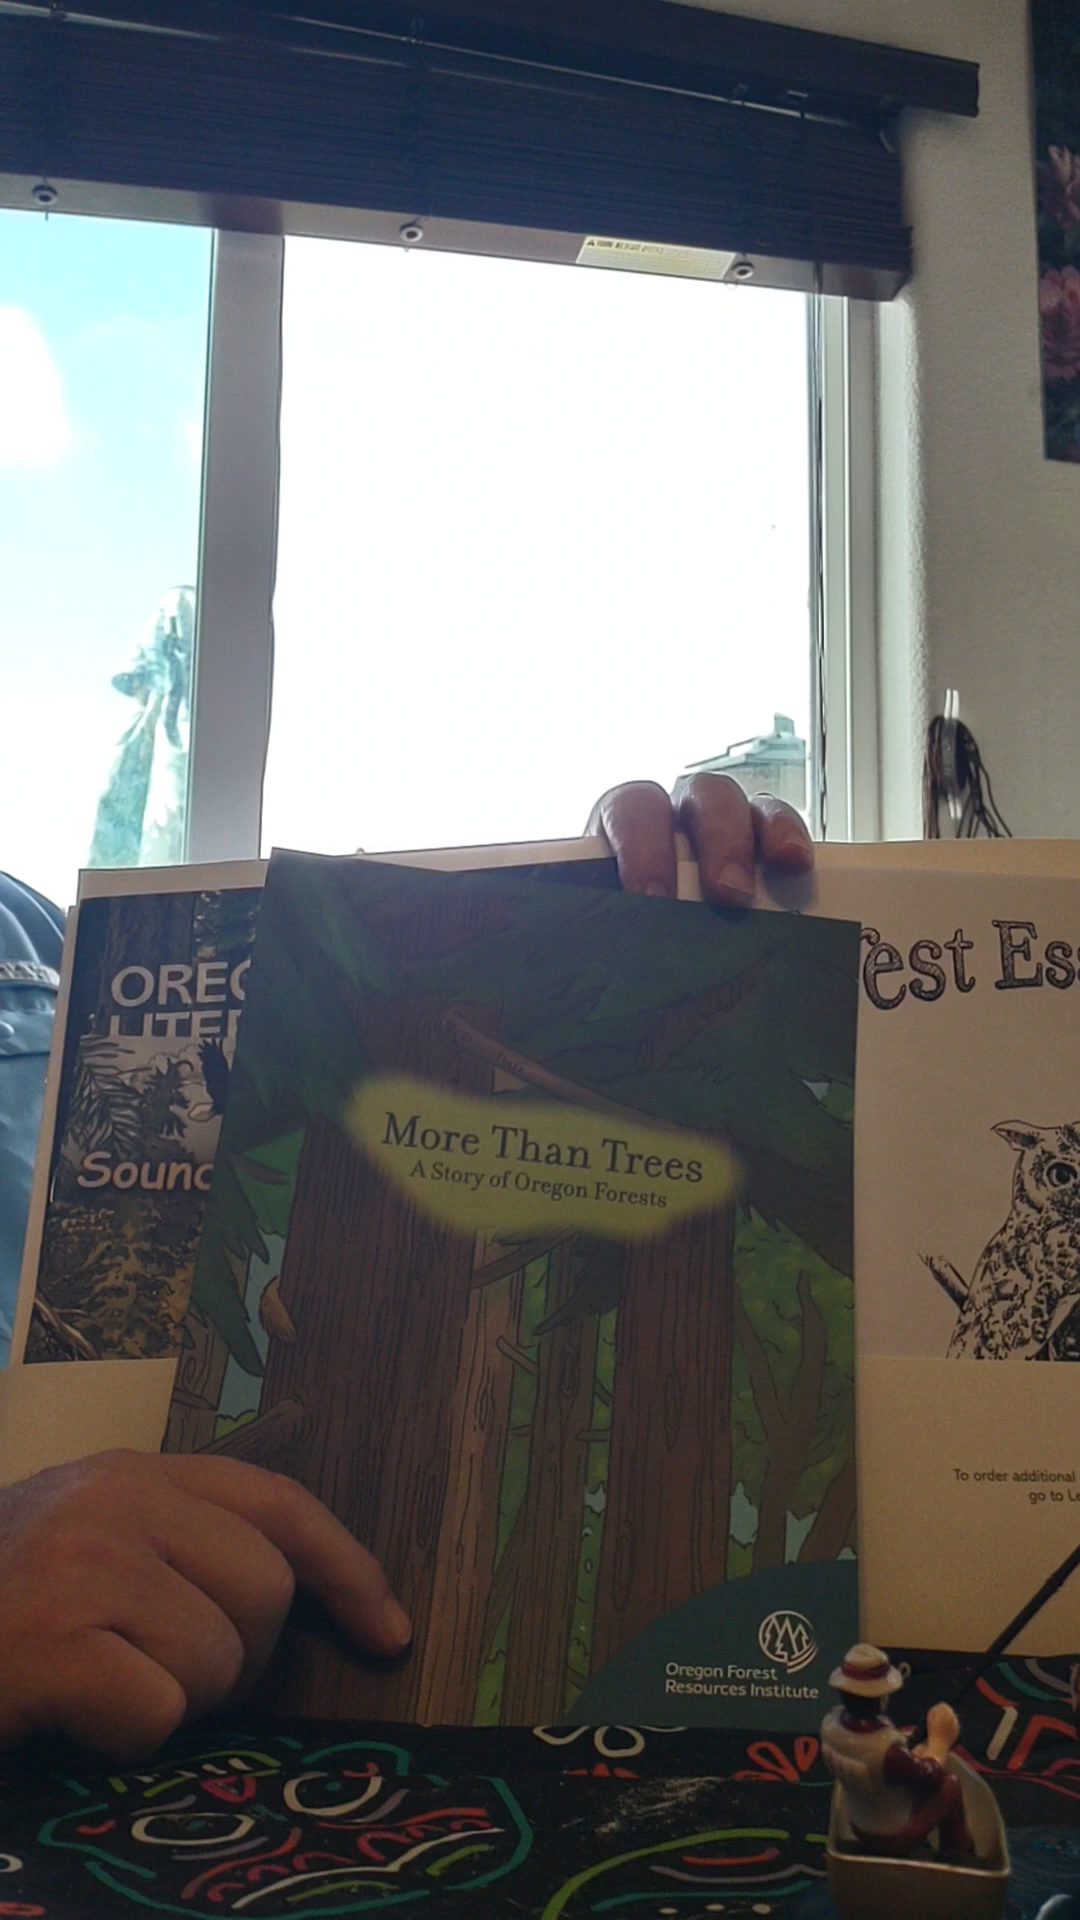 OREG
LITER
Sound
More Than Trees
A Story of Oregon Forests
Oregon Forest
Resources Institute
rest Ess
To order additional
go to Le